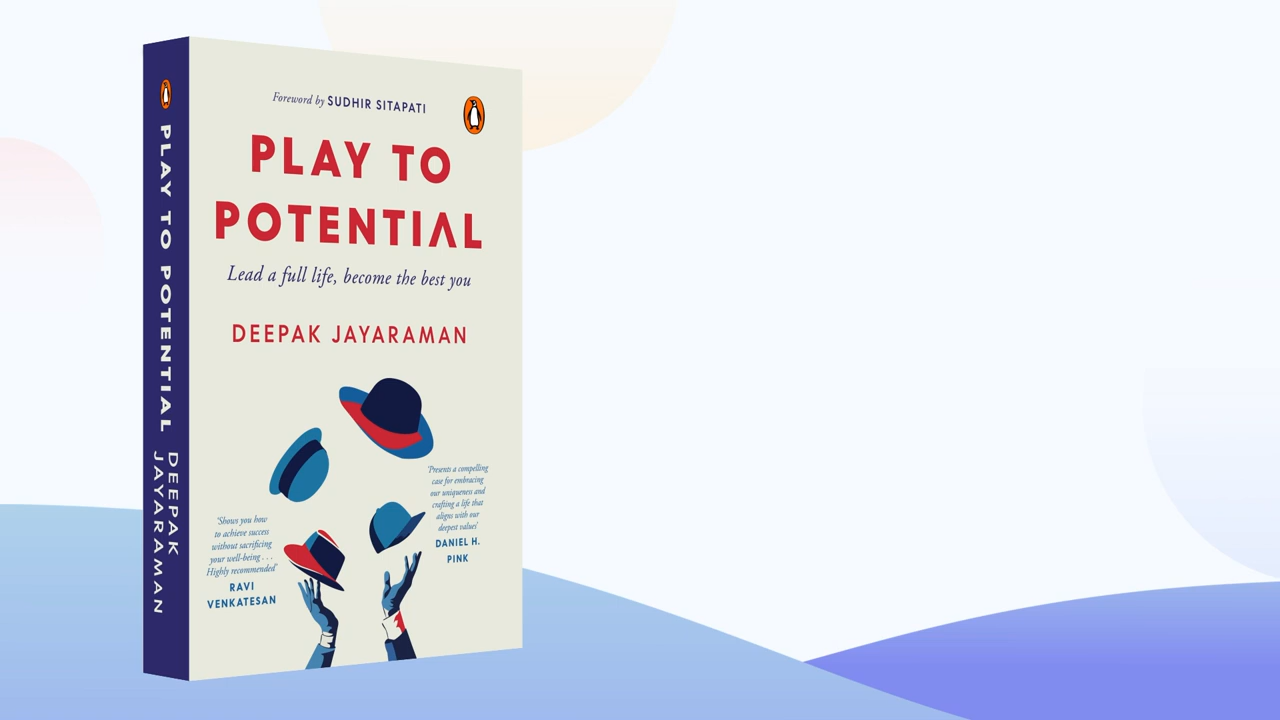 PLAY TO POTENTIAL DEEPAK JAYARAMAN
Foreword by SUDHIR SITAPATI
PLAY TO
POTENTIAL
Lead a full life, become the best you
DEEPAK JAYARAMAN
'Presents a compelling
case for embracing
our uniqueness and
crafting a life that
aligns with our
deepest values'
DANIEL H.
PINK
'Shows you how
to achieve success
without sacrificing
your well-being . . .
Highly recommended'
RAVI
VENKATESAN